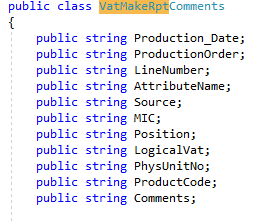 public class VatMakeRptComments
{
public string Production_Date;
public string ProductionOrder;
public string LineNumber;
public string AttributeName;
public string Source;
public string MIC;
public string Position;
public string LogicalVat;
public string PhysUnitNo;
public string ProductCode;
public string Comments;